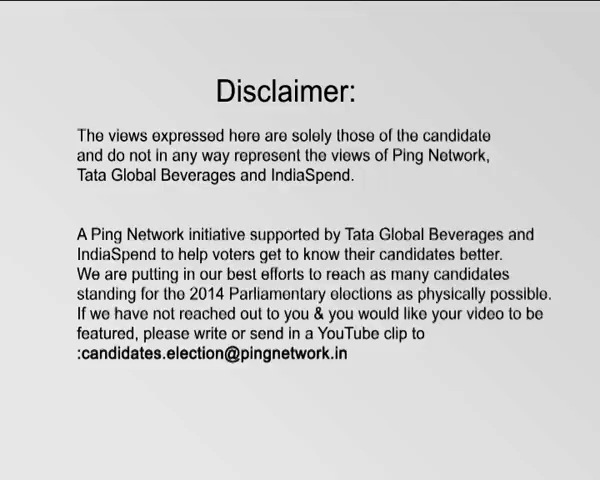 Disclaimer:
The views expressed here are solely those of the candidate
and do not in any way represent the views of Ping Network,
Tata Global Beverages and IndiaSpend.
A Ping Network initiative supported by Tata Global Beverages and
IndiaSpend to help voters get to know their candidates better.
We are putting in our best efforts to reach as many candidates
standing for the 2014 Parliamentary elections as physically possible.
If we have not reached out to you & you would like your video to be
featured, please write or send in a YouTube clip to
:candidates.election@pingnetwork.in